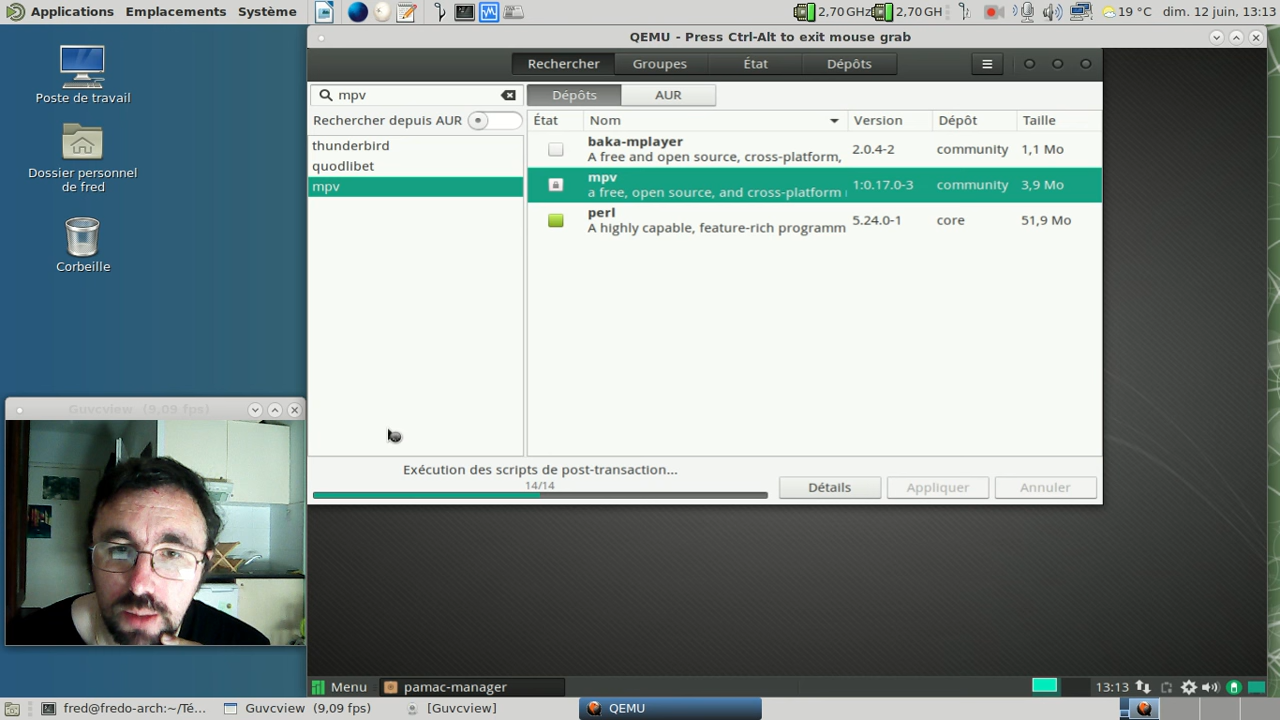 Applications Emplacements Système
2,70 GHz 2,70 GH 19 °C dim. 12 juin, 13:13
Poste de travail
Dossier personnel
de fred
Corbeille
QEMU - Press Ctrl-Alt to exit mouse grab
Rechercher Groupes État Dépôts
mpv
Dépôts AUR
Rechercher depuis AUR
thunderbird
quodlibet
mpv
État Nom Version Dépôt Taille
baka-mplayer
A free and open source, cross-platform,
2.0.4-2 community 1,1 Mo
mpv
a free, open source, and cross-platform
1:0.17.0-3 community 3,9 Mo
perl
A highly capable, feature-rich programm
5.24.0-1 core 51,9 Mo
Exécution des scripts de post-transaction...
14/14
Détails Appliquer Annuler
Guvcview (9,09 fps)
Menu pamac-manager 13:13
fred@fredo-arch:~/Té... Guvcview (9,09 fps) [Guvcview] QEMU